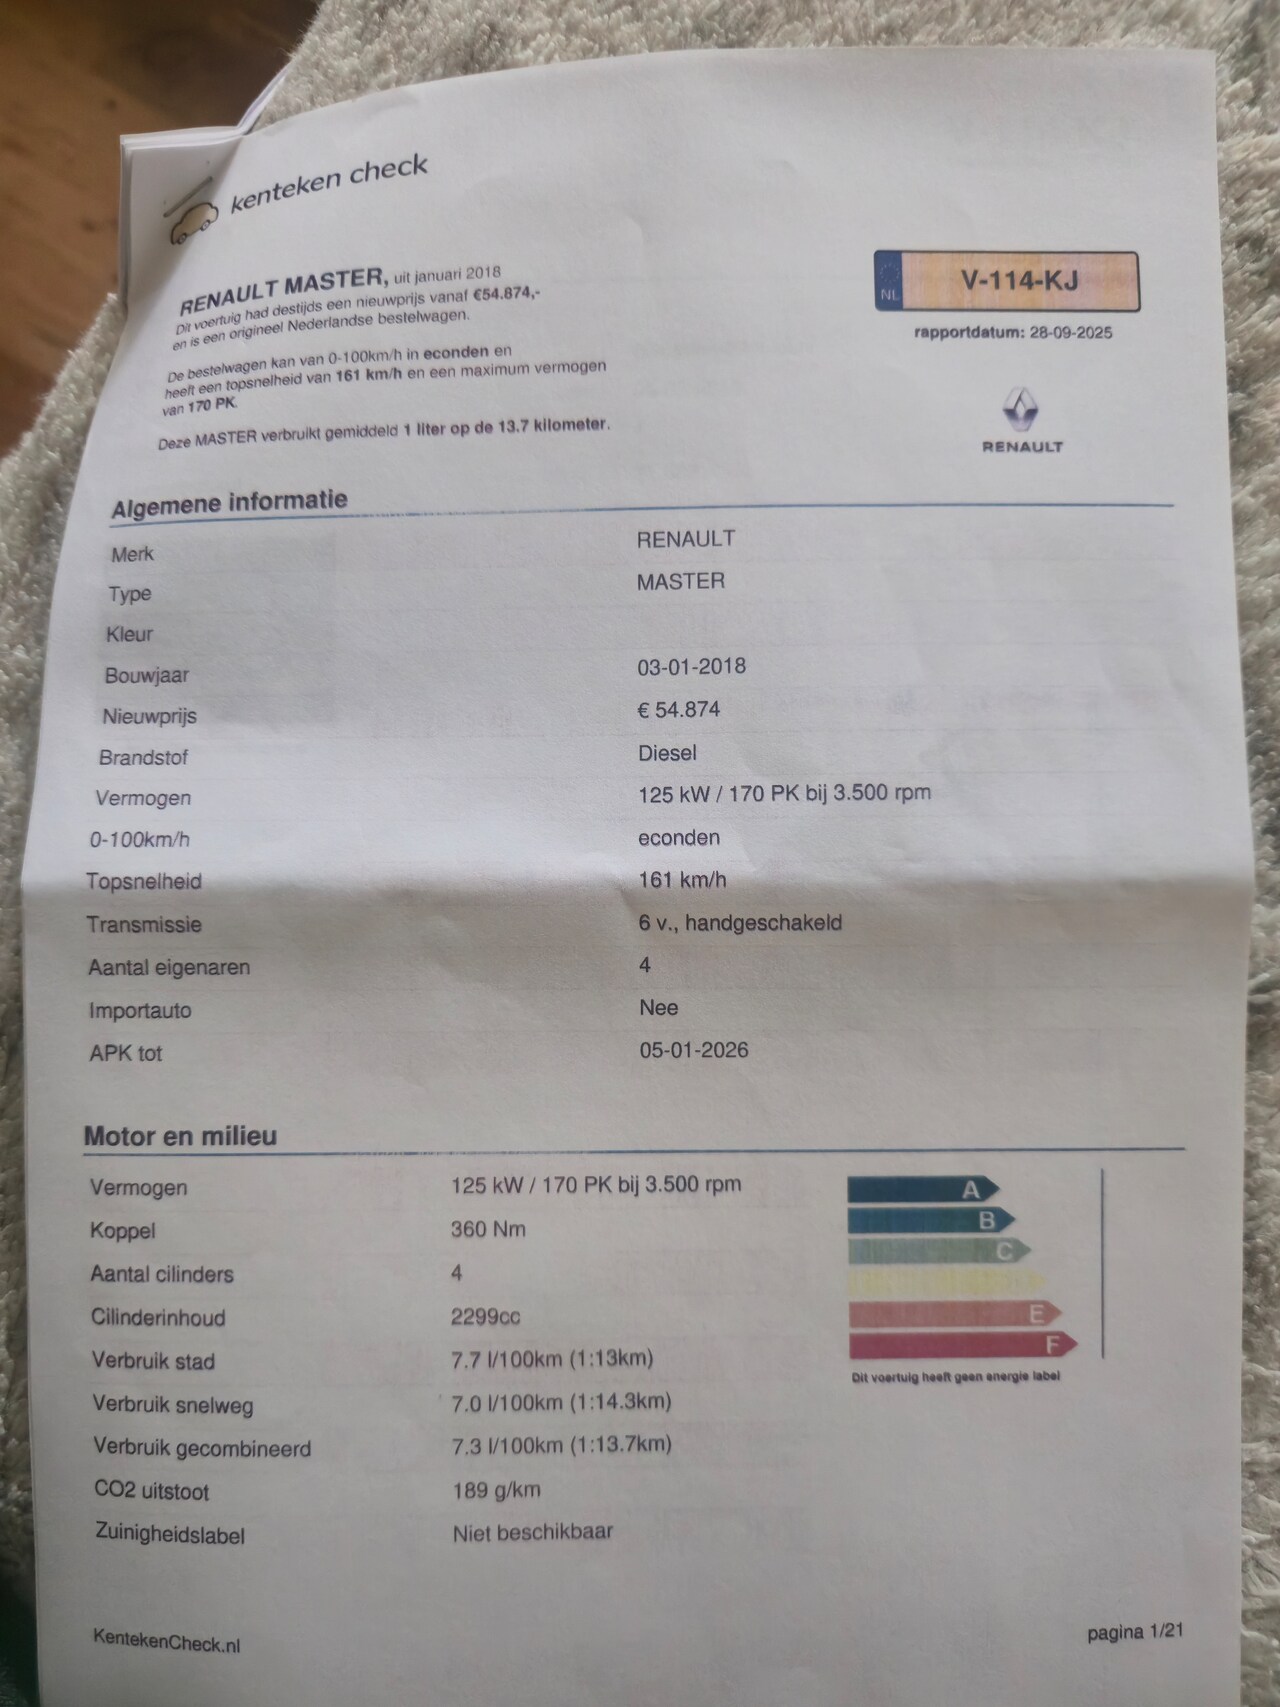 kenteken check
RENAULT MASTER, uit januari 2018
Dit voertuig had destijds een nieuwprijs vanaf €54.874,-
en is een origineel Nederlandse bestelwagen.
De bestelwagen kan van 0-100km/h in econden en
heeft een topsnelheid van 161 km/h en een maximum vermogen
van 170 PK.
Deze MASTER verbruikt gemiddeld 1 liter op de 13.7 kilometer.
NL
V-114-KJ
rapportdatum: 28-09-2025
RENAULT
Algemene informatie
Merk RENAULT
Type MASTER
Kleur
Bouwjaar 03-01-2018
Nieuwprijs € 54.874
Brandstof Diesel
Vermogen 125 kW / 170 PK bij 3.500 rpm
0-100km/h econden
Topsnelheid 161 km/h
Transmissie 6 v., handgeschakeld
Aantal eigenaren 4
Importauto Nee
APK tot 05-01-2026
Motor en milieu
Vermogen 125 kW / 170 PK bij 3.500 rpm
Koppel 360 Nm
Aantal cilinders 4
Cilinderinhoud 2299cc
Verbruik stad 7.7 l/100km (1:13km)
Verbruik snelweg 7.0 l/100km (1:14.3km)
Verbruik gecombineerd 7.3 l/100km (1:13.7km)
CO2 uitstoot 189 g/km
Zuinigheidslabel Niet beschikbaar
A
B
C
E
F
Dit voertuig heeft geen energie label
KentekenCheck.nl
pagina 1/21